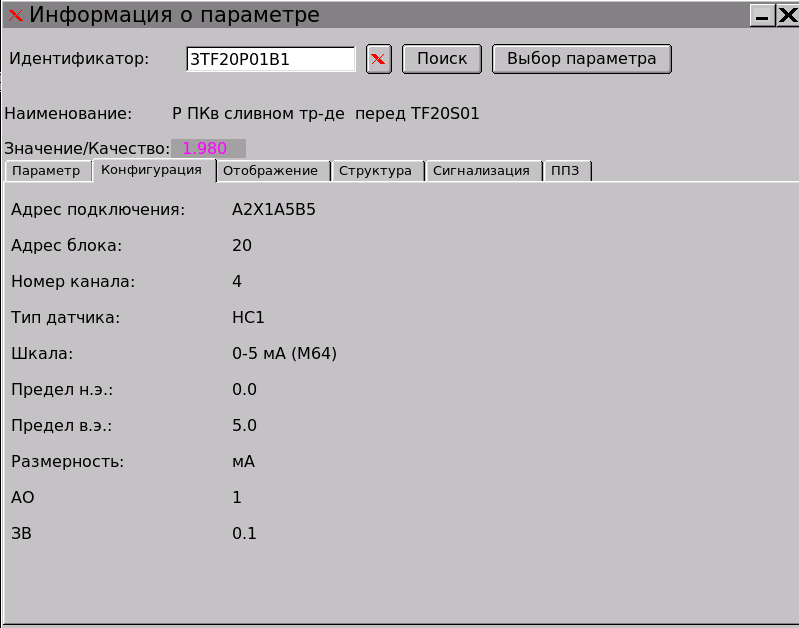 Информация о параметре
Идентификатор: 3TF20P01B1 Поиск Выбор параметра
Наименование: Р ПКв сливном тр-де перед TF20S01
Значение/Качество: 1.980
Параметр Конфигурация Отображение Структура Сигнализация ППЗ
Адрес подключения: A2X1A5B5
Адрес блока: 20
Номер канала: 4
Тип датчика: НС1
Шкала: 0-5 мА (М64)
Предел н.э.: 0.0
Предел в.э.: 5.0
Размерность: мА
АО 1
ЗВ 0.1